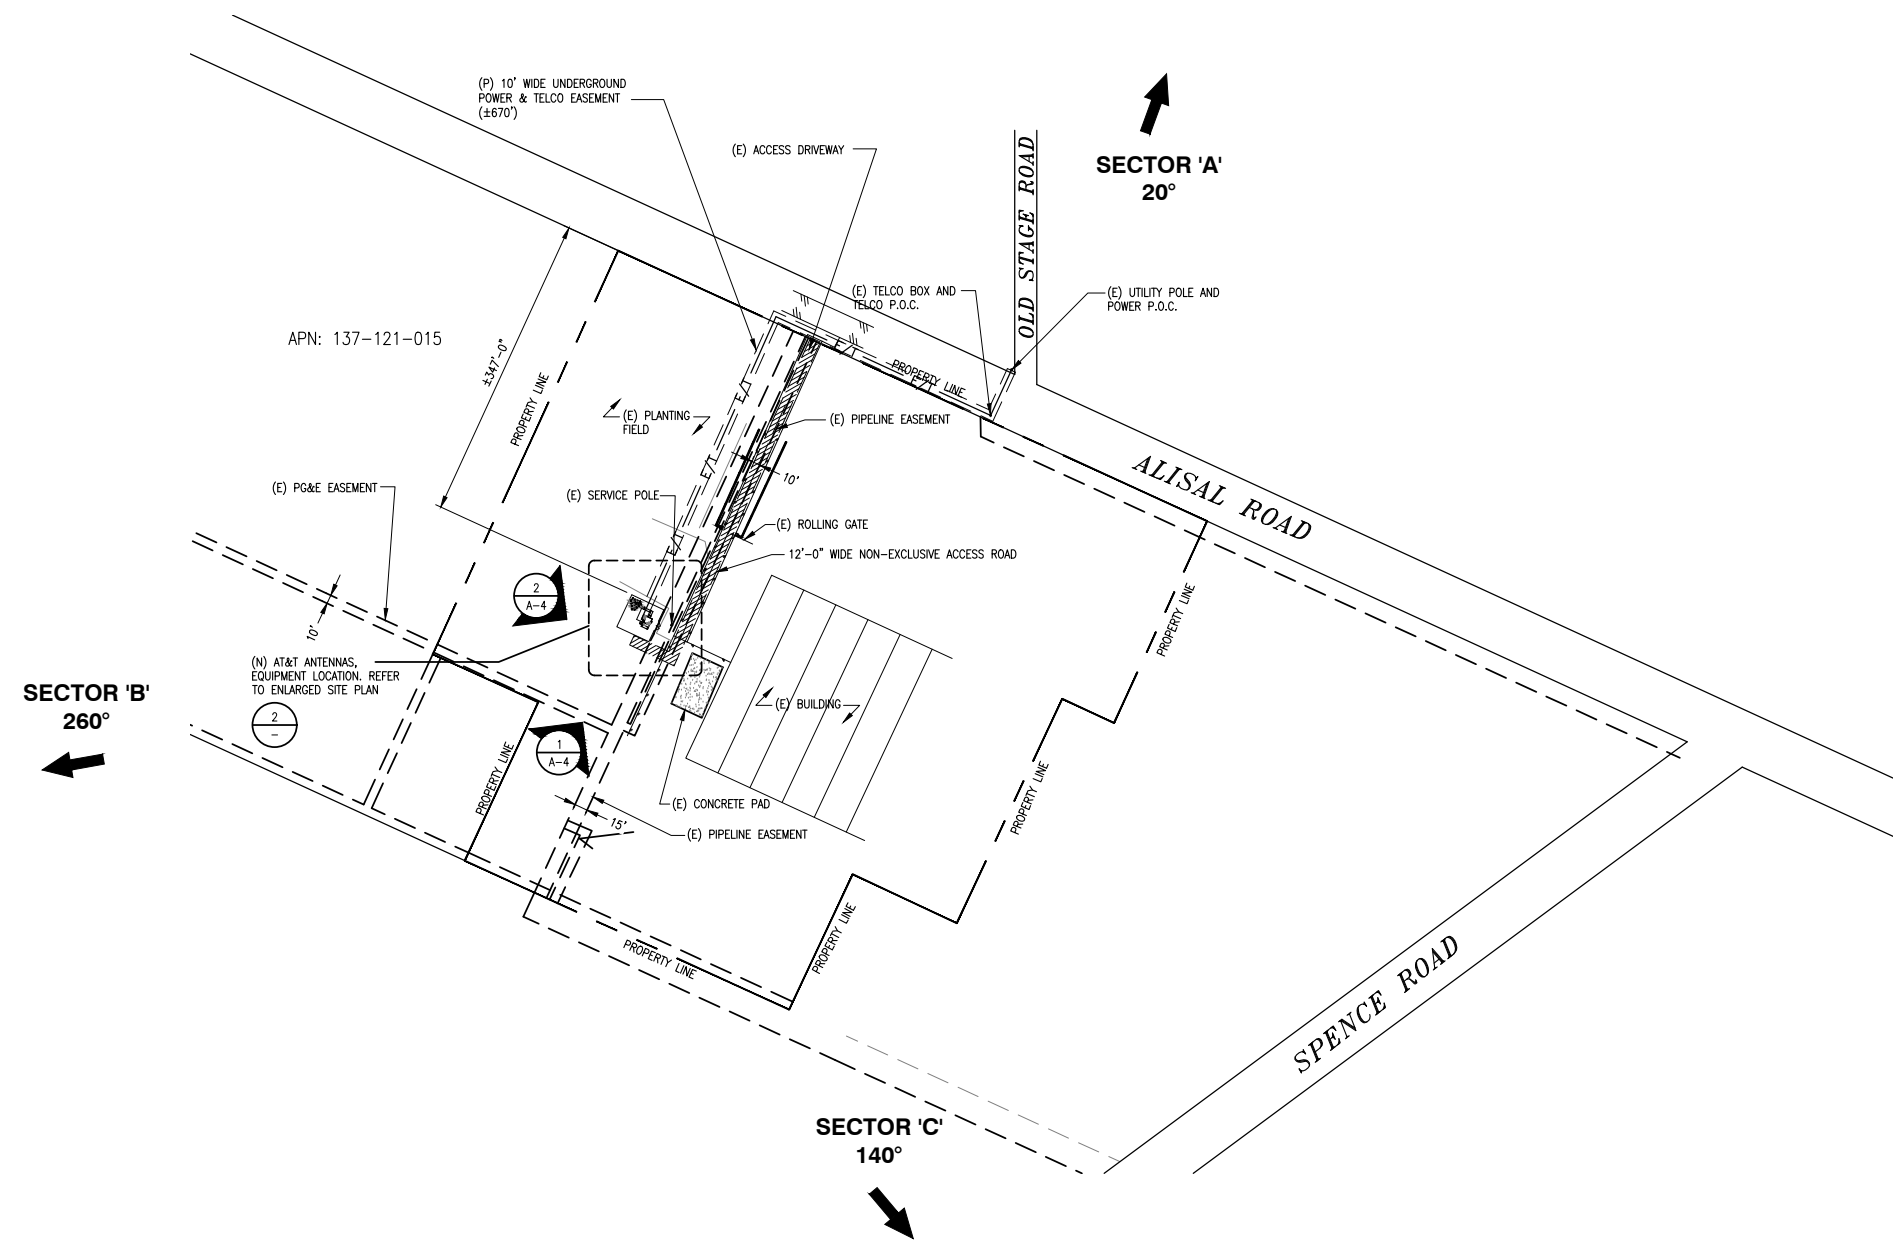 (P) 10' WIDE UNDERGROUND
POWER & TELCO EASEMENT
(±670')
(E) ACCESS DRIVEWAY
SECTOR 'A'
20°
OLD STAGE ROAD
(E) TELCO BOX AND
TELCO P.O.C.
(E) UTILITY POLE AND
POWER P.O.C.
APN: 137-121-015
±347'-0"
PROPERTY LINE
E/T
E/T
PROPERTY LINE
E/T
(E) PLANTING
FIELD
(E) PIPELINE EASEMENT
E/T
10'
ALISAL ROAD
(E) PG&E EASEMENT
(E) SERVICE POLE
(E) ROLLING GATE
E/T
12'-0" WIDE NON-EXCLUSIVE ACCESS ROAD
2
A-4
10'
PROPERTY LINE
(N) AT&T ANTENNAS,
EQUIPMENT LOCATION. REFER
TO ENLARGED SITE PLAN
2
-
SECTOR 'B'
260°
(E) BUILDING
1
A-4
PROPERTY LINE
PROPERTY LINE
(E) CONCRETE PAD
15'
(E) PIPELINE EASEMENT
PROPERTY LINE
PROPERTY LINE
SPENCE ROAD
SECTOR 'C'
140°